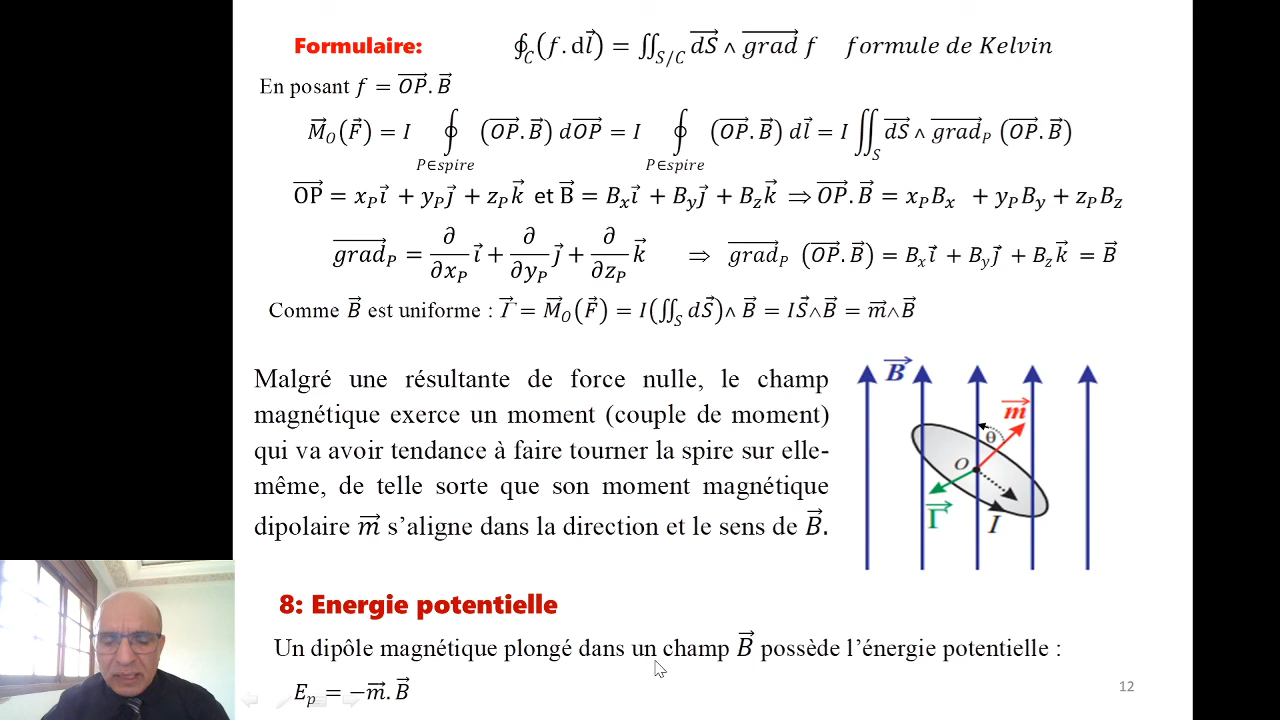 Formulaire: ∮_C (f.dl⃗) = ∬_{S/C} dS⃗ ∧ grad⃗ f formule de Kelvin
En posant f = OP⃗.B⃗
M⃗_O(F⃗) = I ∮_{P∈spire} (OP⃗.B⃗) dOP⃗ = I ∮_{P∈spire} (OP⃗.B⃗) dl⃗ = I ∬_S dS⃗ ∧ grad⃗_P (OP⃗.B⃗)
OP⃗ = x_P i⃗ + y_P j⃗ + z_P k⃗ et B⃗ = B_x i⃗ + B_y j⃗ + B_z k⃗ ⟹ OP⃗.B⃗ = x_P B_x + y_P B_y + z_P B_z
grad⃗_P = ∂/∂x_P i⃗ + ∂/∂y_P j⃗ + ∂/∂z_P k⃗ ⇒ grad⃗_P (OP⃗.B⃗) = B_x i⃗ + B_y j⃗ + B_z k⃗ = B⃗
Comme B⃗ est uniforme : Γ⃗ = M⃗_O(F⃗) = I(∬_S dS⃗)∧ B⃗ = IS⃗∧B⃗ = m⃗∧B⃗
Malgré une résultante de force nulle, le champ
magnétique exerce un moment (couple de moment)
qui va avoir tendance à faire tourner la spire sur elle-
même, de telle sorte que son moment magnétique
dipolaire m⃗ s’aligne dans la direction et le sens de B⃗.
B⃗
m⃗
θ
O
Γ⃗
I
8: Energie potentielle
Un dipôle magnétique plongé dans un champ B⃗ possède l’énergie potentielle :
E_p = −m⃗.B⃗
12